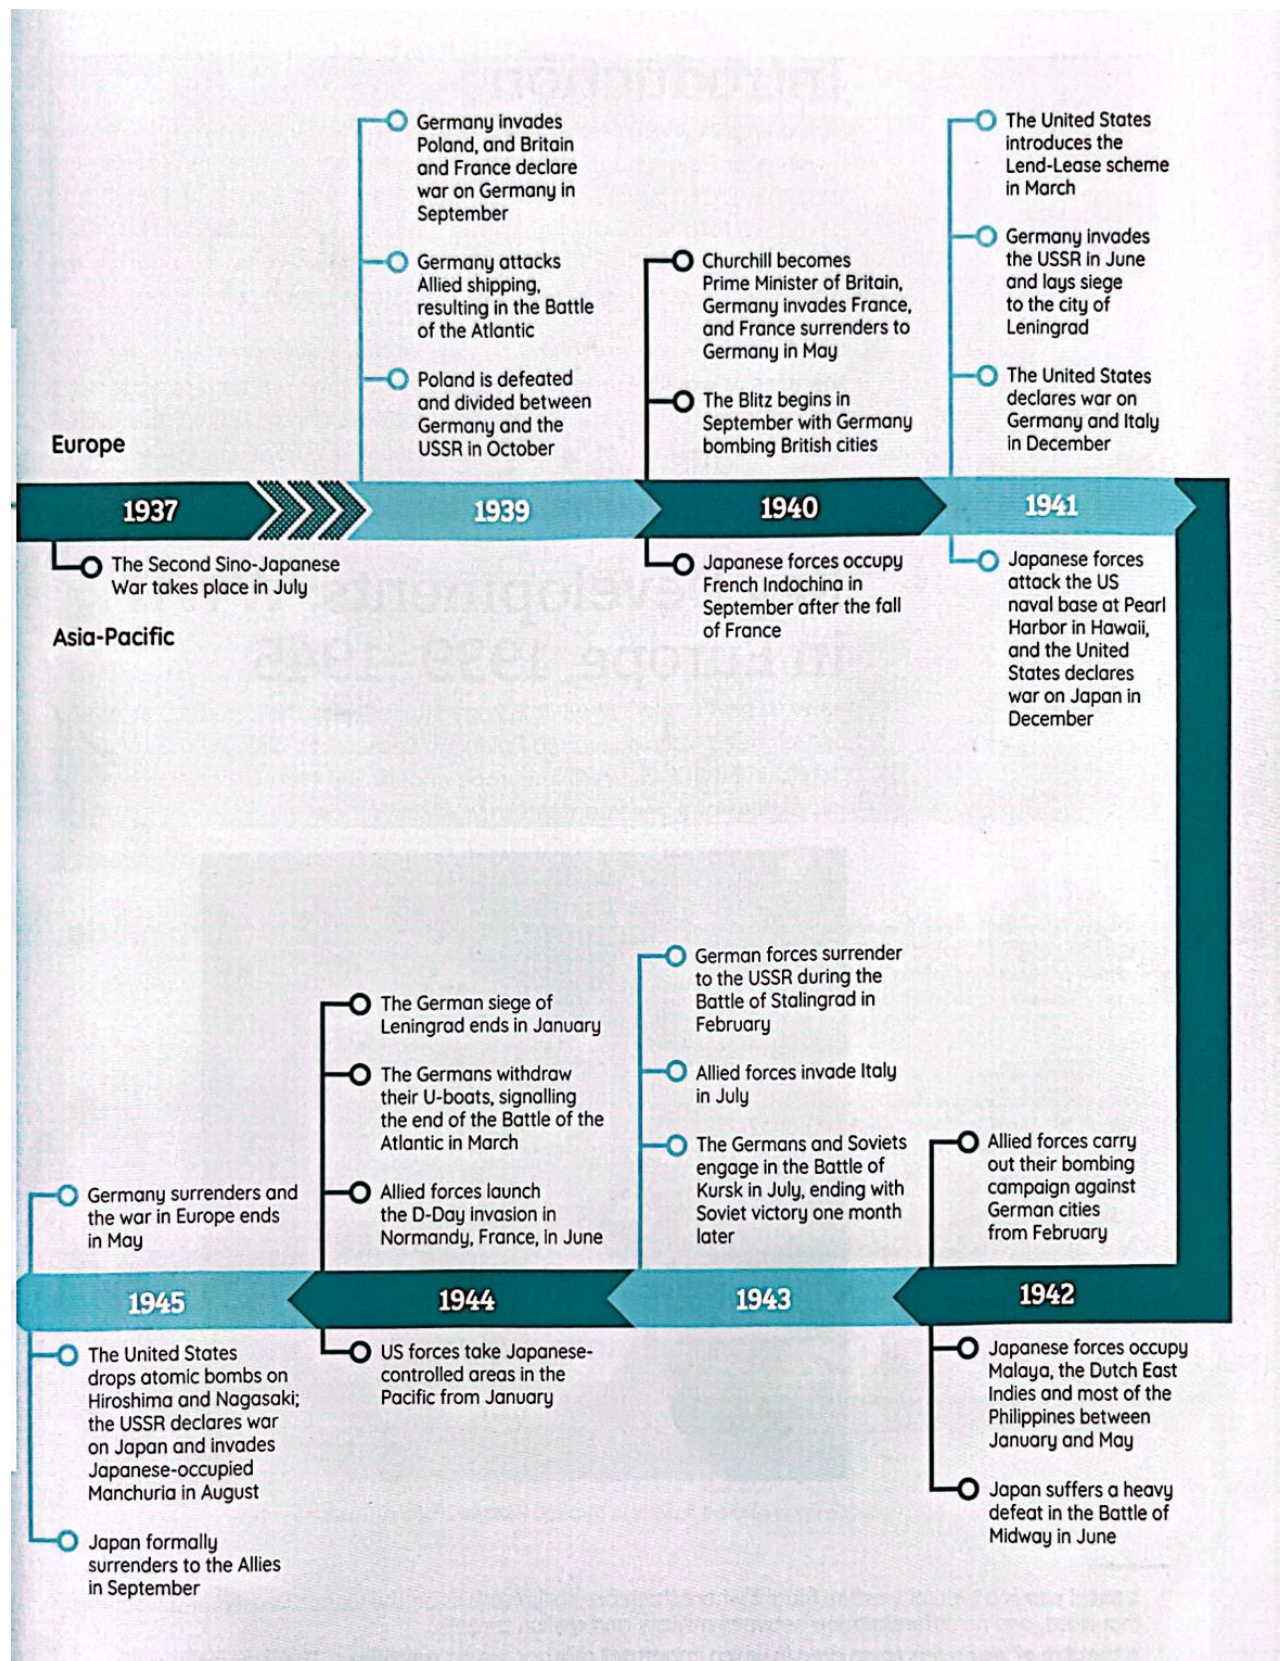 Germany invades
Poland, and Britain
and France declare
war on Germany in
September
Germany attacks
Allied shipping,
resulting in the Battle
of the Atlantic
Poland is defeated
and divided between
Germany and the
USSR in October
Churchill becomes
Prime Minister of Britain,
Germany invades France,
and France surrenders to
Germany in May
The Blitz begins in
September with Germany
bombing British cities
The United States
introduces the
Lend-Lease scheme
in March
Germany invades
the USSR in June
and lays siege
to the city of
Leningrad
The United States
declares war on
Germany and Italy
in December
Europe
1937
1939
1940
1941
The Second Sino-Japanese
War takes place in July
Asia-Pacific
Japanese forces occupy
French Indochina in
September after the fall
of France
Japanese forces
attack the US
naval base at Pearl
Harbor in Hawaii,
and the United
States declares
war on Japan in
December
Germany surrenders and
the war in Europe ends
in May
The German siege of
Leningrad ends in January
The Germans withdraw
their U-boats, signalling
the end of the Battle of the
Atlantic in March
Allied forces launch
the D-Day invasion in
Normandy, France, in June
German forces surrender
to the USSR during the
Battle of Stalingrad in
February
Allied forces invade Italy
in July
The Germans and Soviets
engage in the Battle of
Kursk in July, ending with
Soviet victory one month
later
Allied forces carry
out their bombing
campaign against
German cities
from February
1945
1944
1943
1942
The United States
drops atomic bombs on
Hiroshima and Nagasaki;
the USSR declares war
on Japan and invades
Japanese-occupied
Manchuria in August
Japan formally
surrenders to the Allies
in September
US forces take Japanese-
controlled areas in the
Pacific from January
Japanese forces occupy
Malaya, the Dutch East
Indies and most of the
Philippines between
January and May
Japan suffers a heavy
defeat in the Battle of
Midway in June